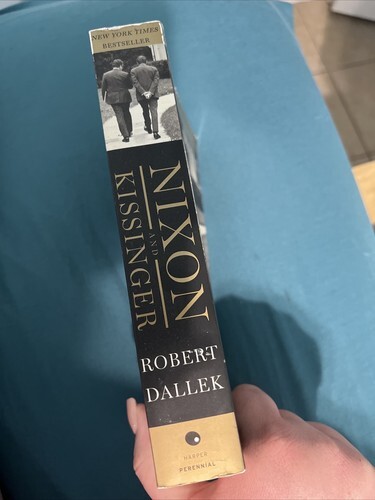 NEW YORK TIMES
BESTSELLER
NIXON
AND
KISSINGER
ROBERT
DALLEK
HARPER
PERENNIAL